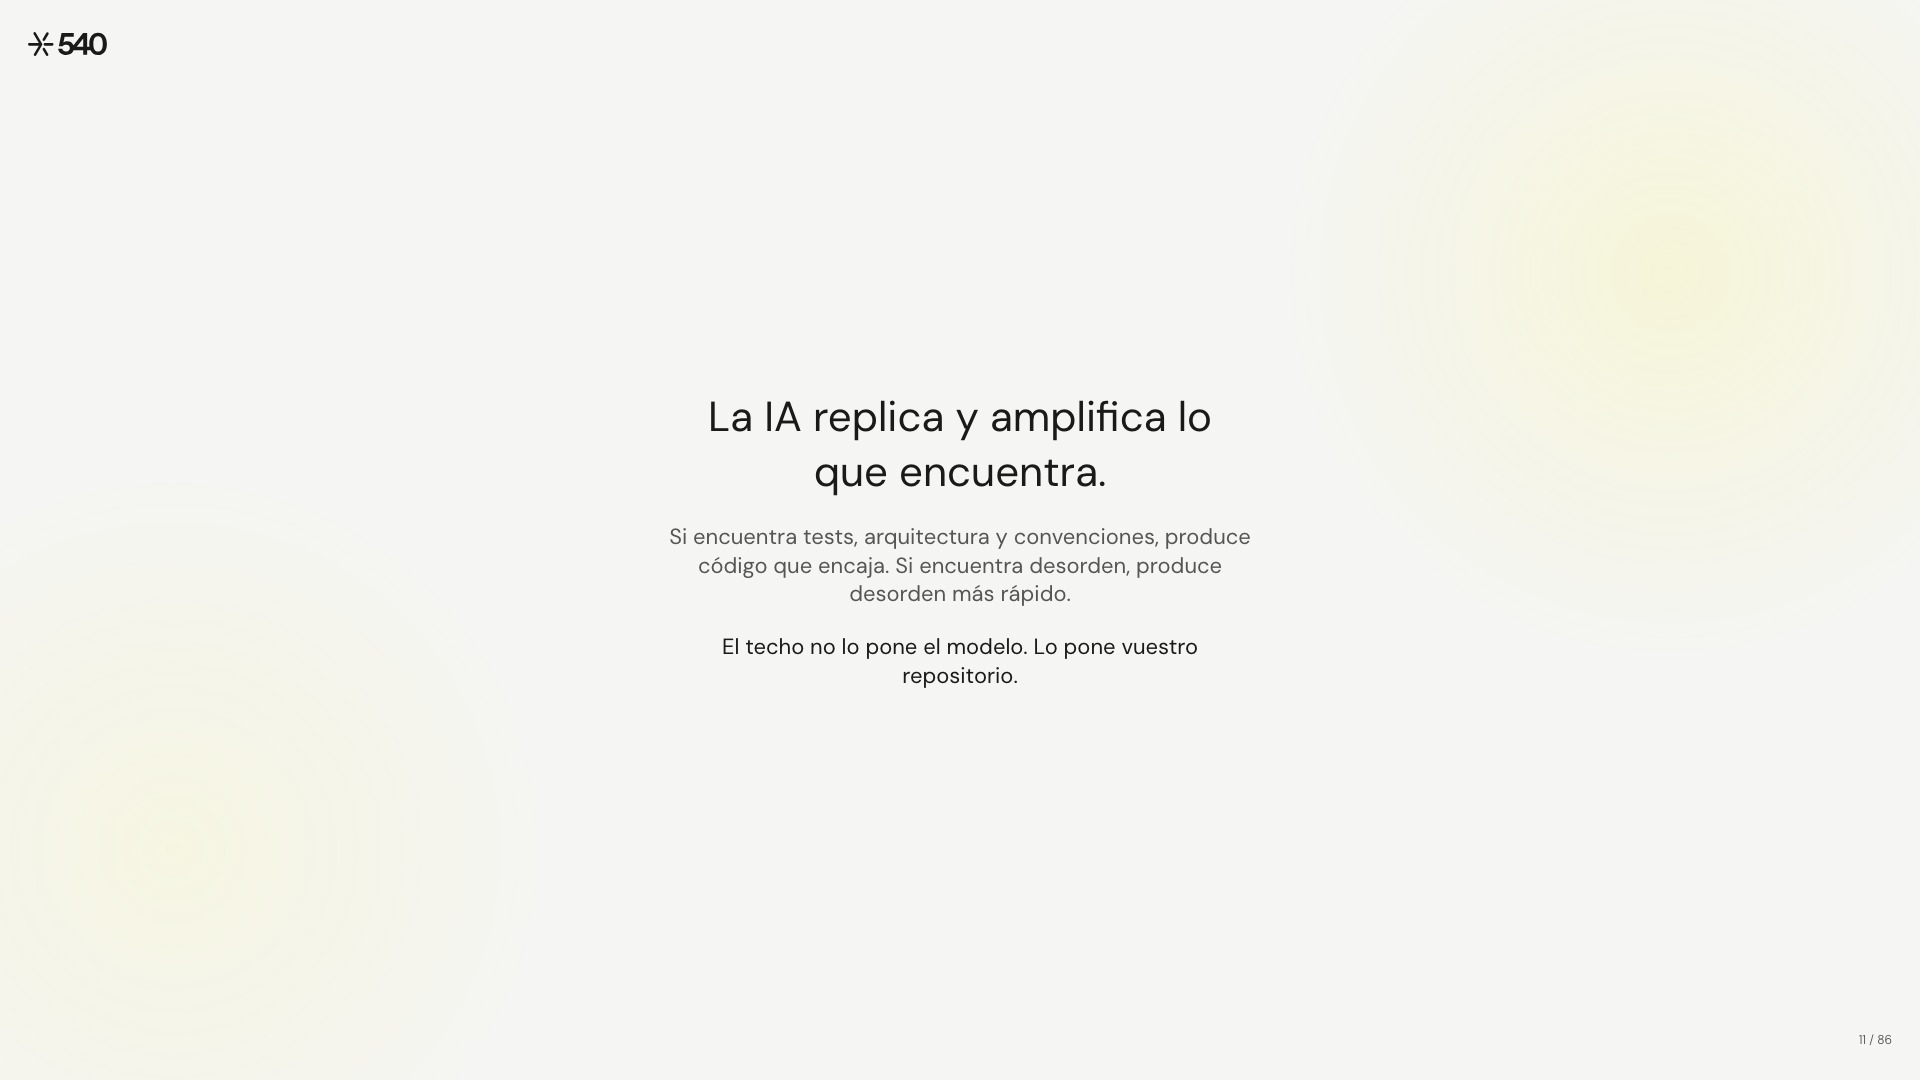 540
La IA replica y amplifica lo
que encuentra.
Si encuentra tests, arquitectura y convenciones, produce
código que encaja. Si encuentra desorden, produce
desorden más rápido.
El techo no lo pone el modelo. Lo pone vuestro
repositorio.
11 / 86